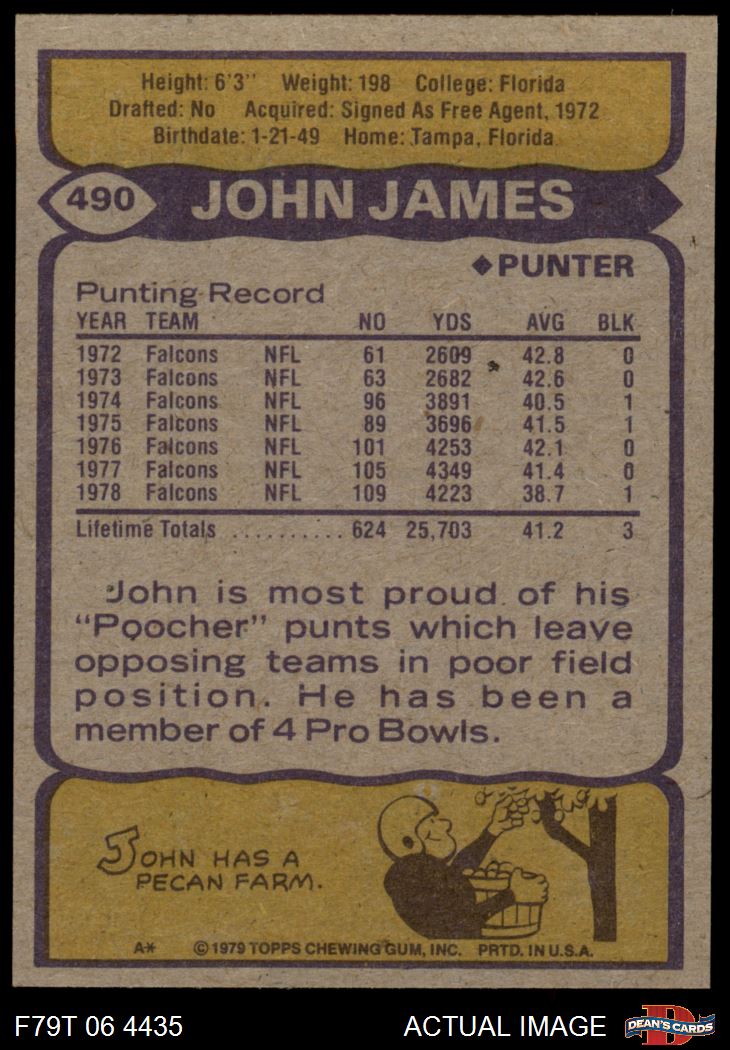 Height: 6'3'' Weight: 198 College: Florida
Drafted: No Acquired: Signed As Free Agent, 1972
Birthdate: 1-21-49 Home: Tampa, Florida
490 JOHN JAMES
◆PUNTER
Punting Record
YEAR TEAM NO YDS AVG BLK
1972 Falcons NFL 61 2609 42.8 0
1973 Falcons NFL 63 2682 42.6 0
1974 Falcons NFL 96 3891 40.5 1
1975 Falcons NFL 89 3696 41.5 1
1976 Falcons NFL 101 4253 42.1 0
1977 Falcons NFL 105 4349 41.4 0
1978 Falcons NFL 109 4223 38.7 1
Lifetime Totals .......... 624 25,703 41.2 3
John is most proud of his
“Poocher” punts which leave
opposing teams in poor field
position. He has been a
member of 4 Pro Bowls.
JOHN HAS A
PECAN FARM.
A* © 1979 TOPPS CHEWING GUM, INC. PRTD. IN U.S.A.
F79T 06 4435 ACTUAL IMAGE D DEAN'S CARDS